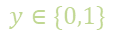 y ∈ {0,1}